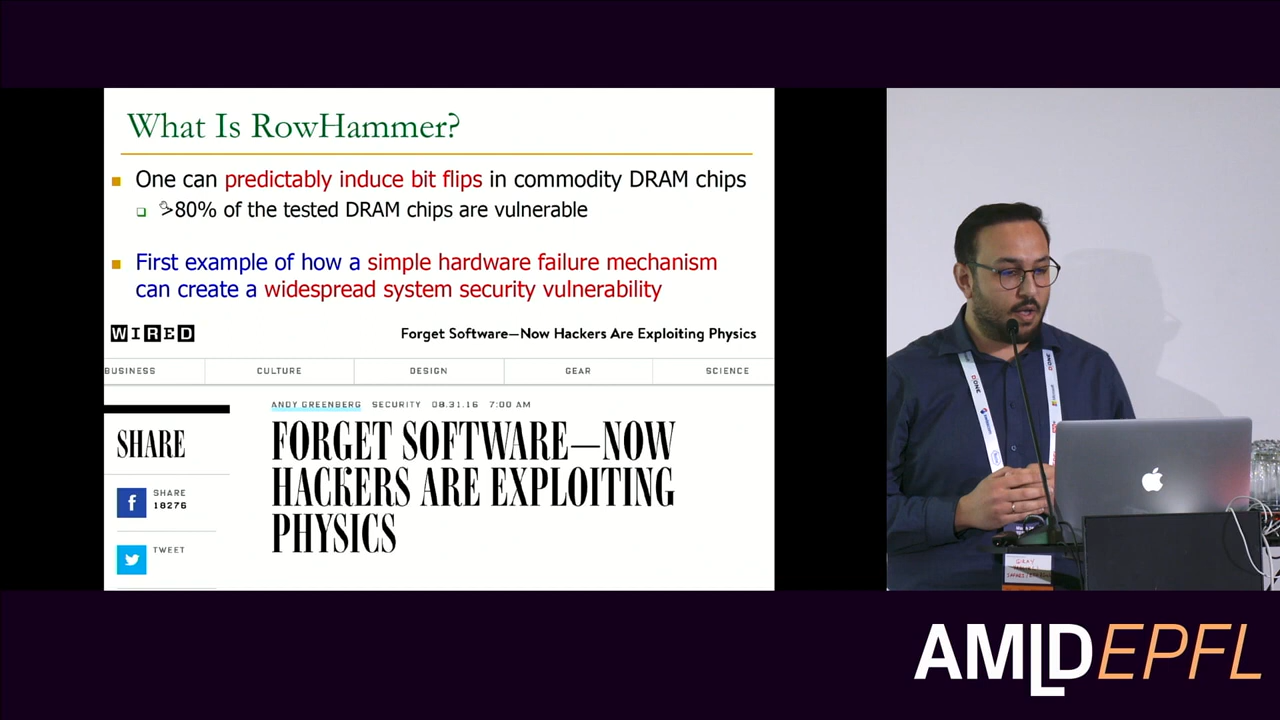 What Is RowHammer?
One can predictably induce bit flips in commodity DRAM chips
>80% of the tested DRAM chips are vulnerable
First example of how a simple hardware failure mechanism
can create a widespread system security vulnerability
WIRED
Forget Software—Now Hackers Are Exploiting Physics
BUSINESS
CULTURE
DESIGN
GEAR
SCIENCE
ANDY GREENBERG SECURITY 08.31.16 7:00 AM
SHARE
FORGET SOFTWARE—NOW
HACKERS ARE EXPLOITING
PHYSICS
f
SHARE
18276
TWEET
AMLDEPFL